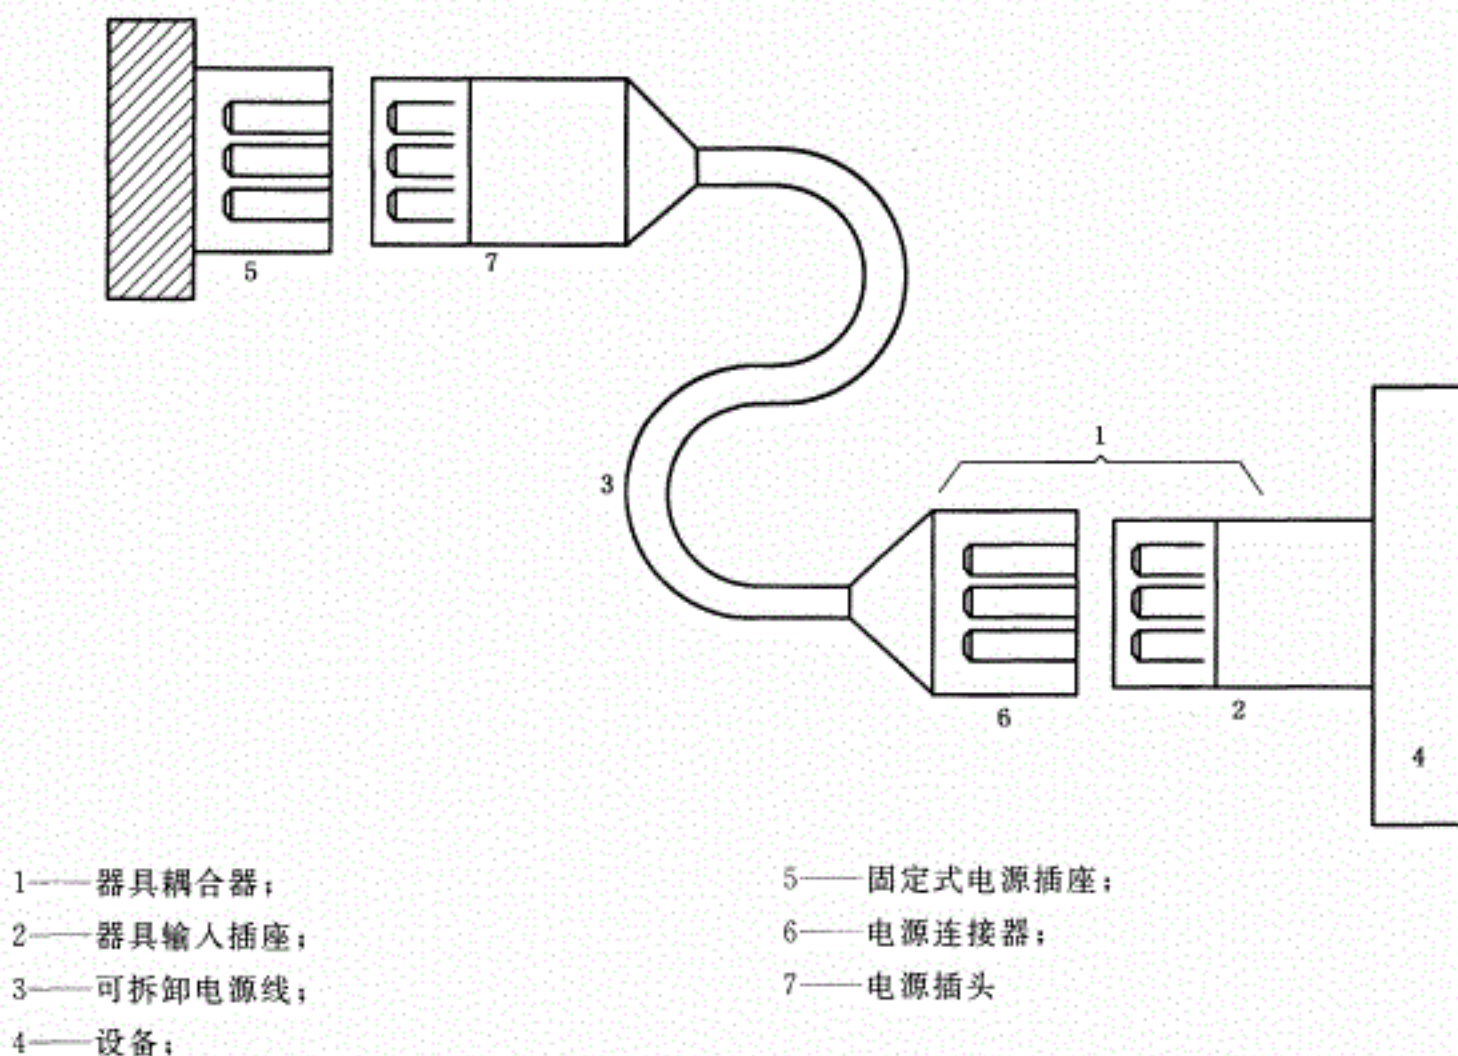 5
7
1
3
6
2
4
1——器具耦合器；
2——器具输入插座；
3——可拆卸电源线；
4——设备；
5——固定式电源插座；
6——电源连接器；
7——电源插头